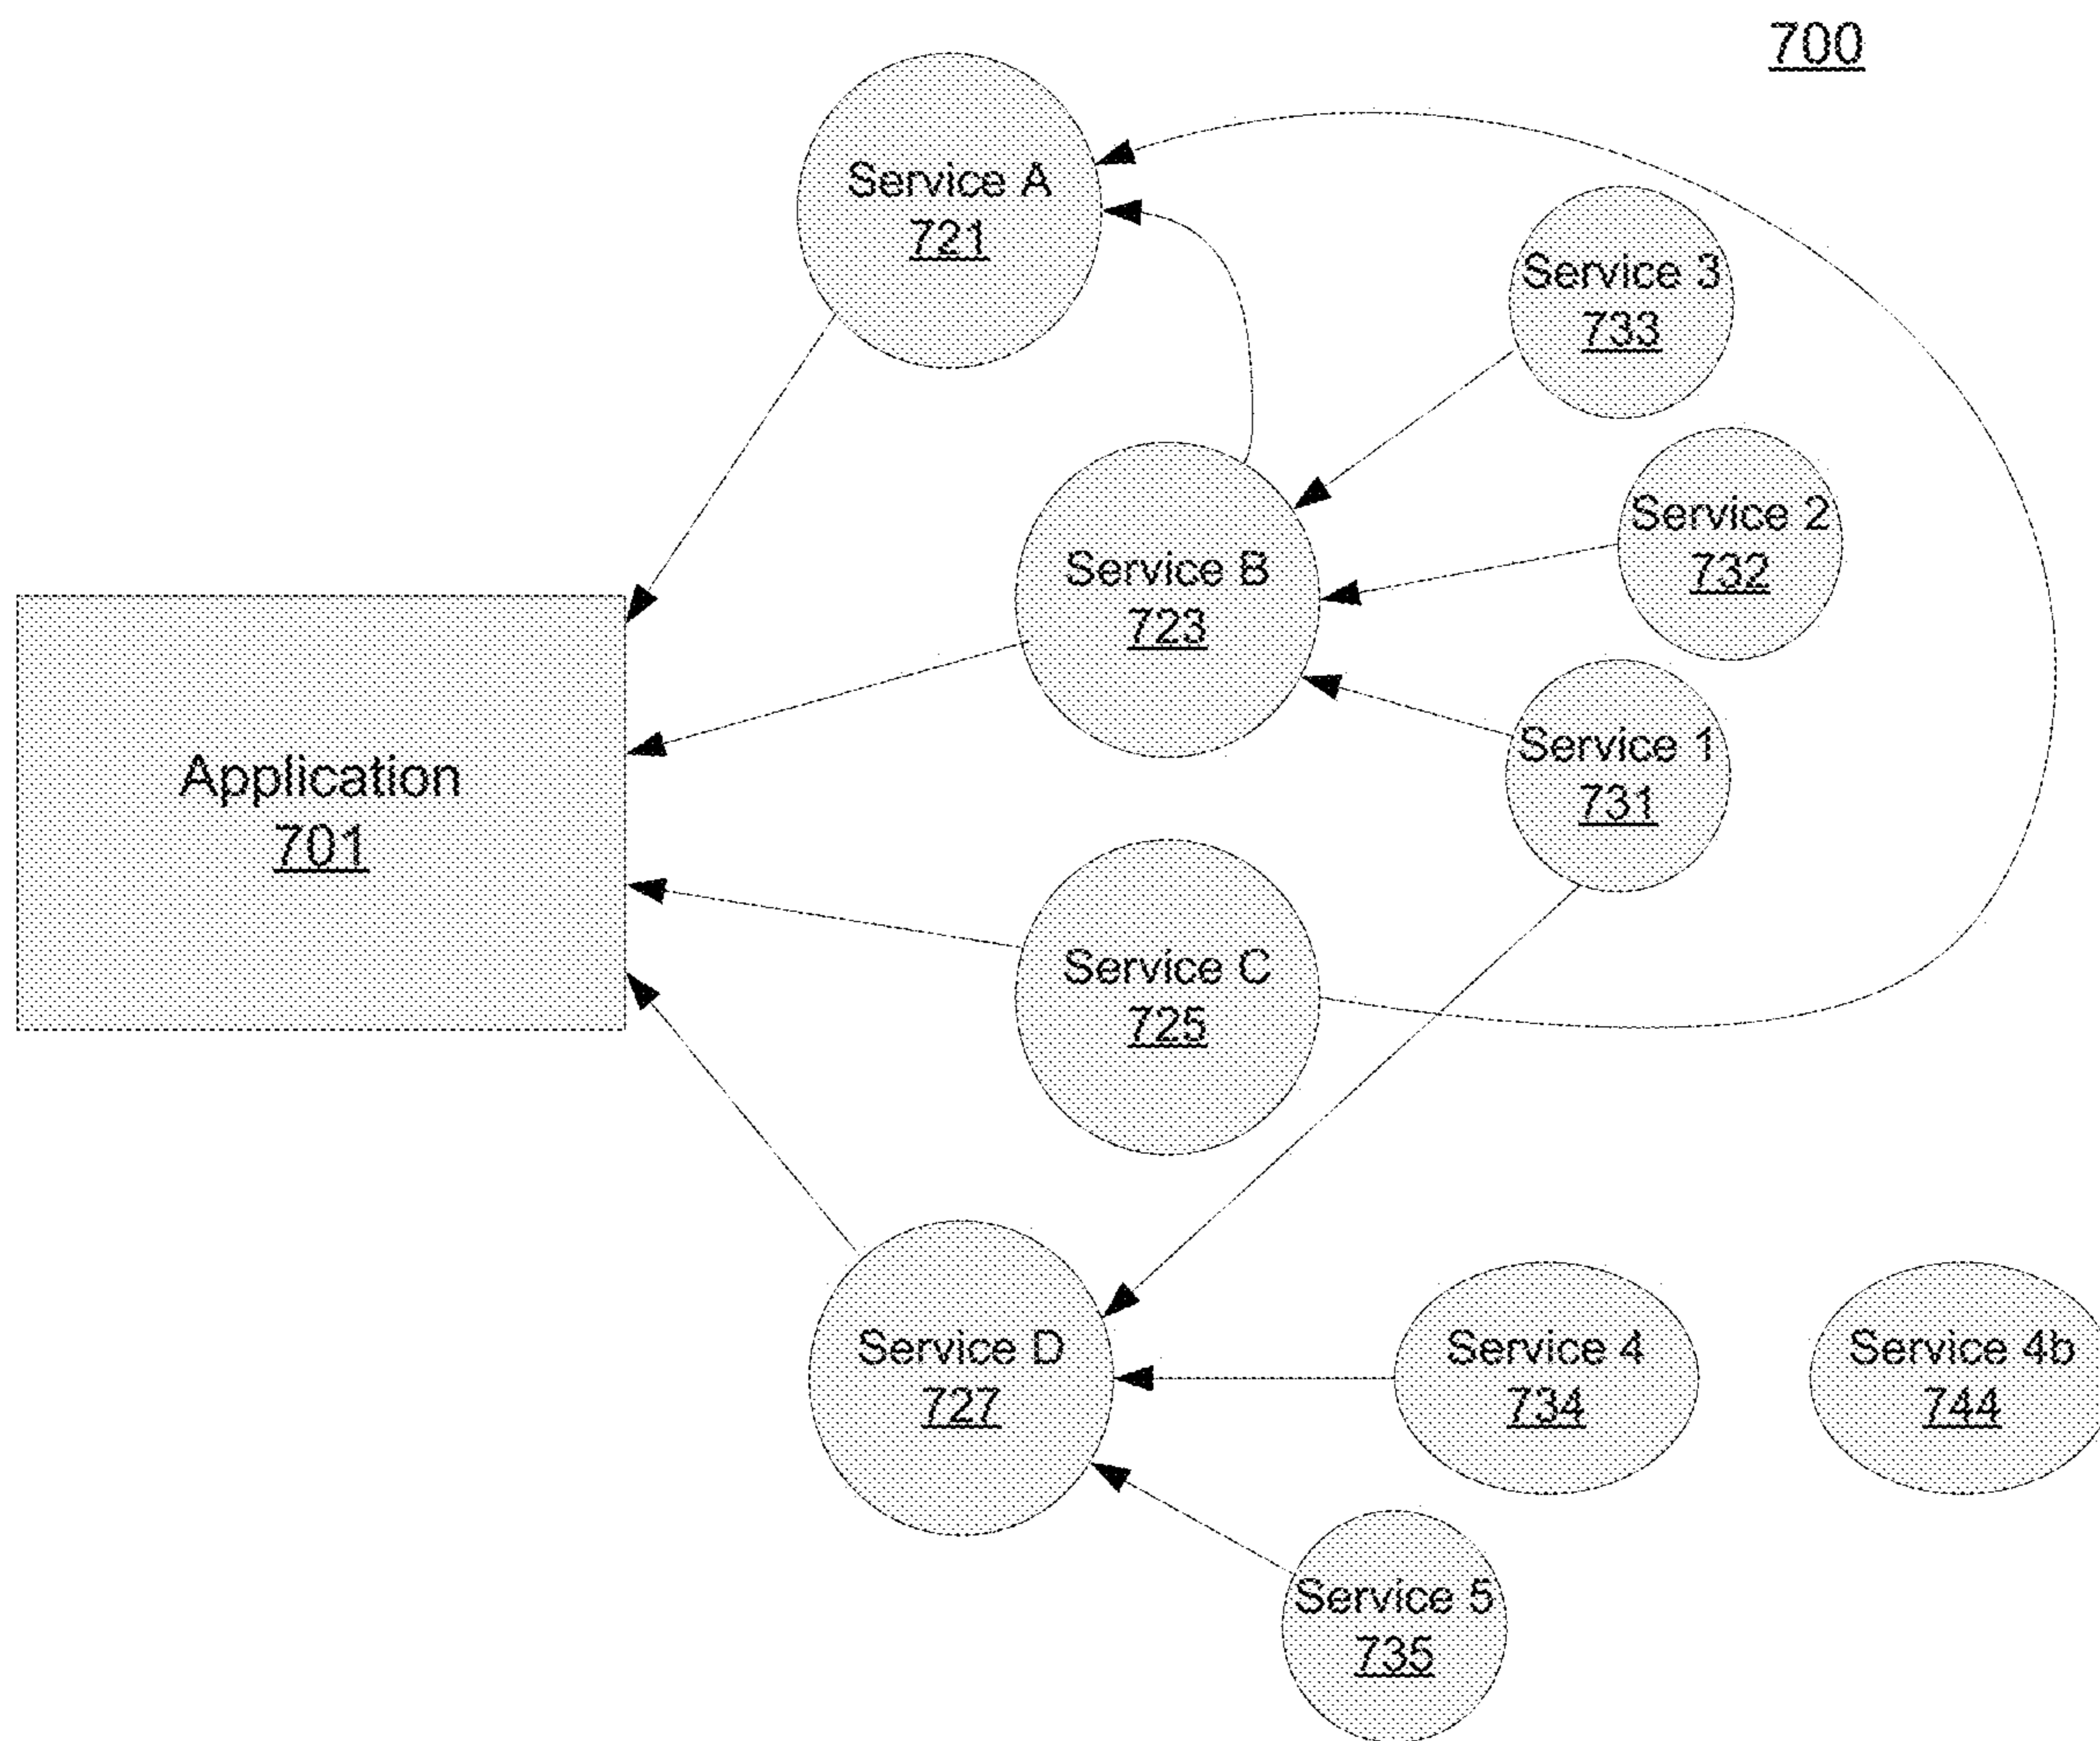 700
Service A
721
Service 3
733
Service 2
732
Service B
723
Service 1
731
Application
701
Service C
725
Service D
727
Service 4
734
Service 4b
744
Service 5
735